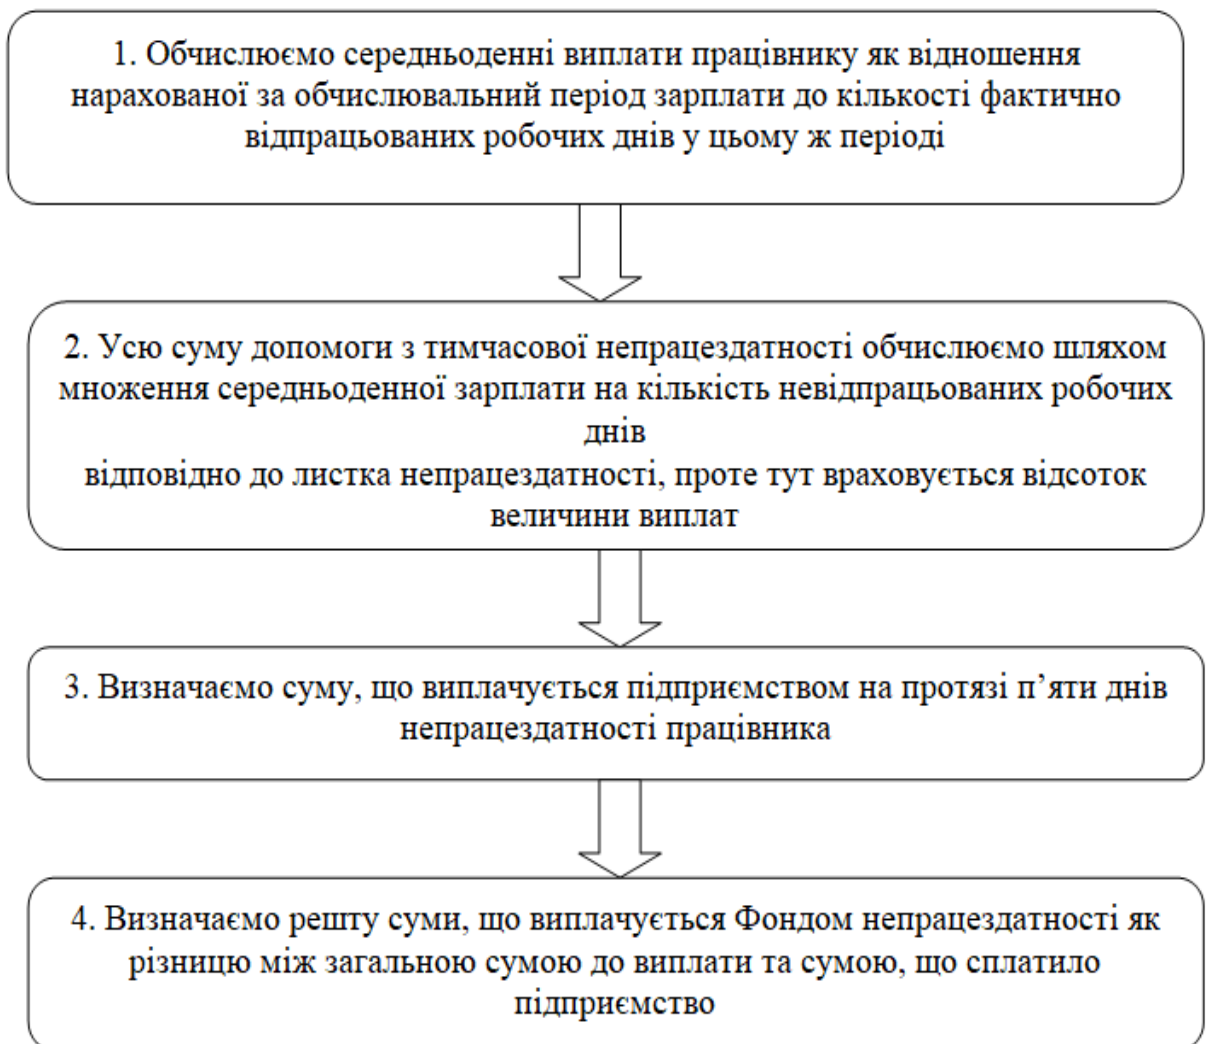 1. Обчислюємо середньоденні виплати працівнику як відношення
нарахованої за обчислювальний період зарплати до кількості фактично
відпрацьованих робочих днів у цьому ж періоді
2. Усю суму допомоги з тимчасової непрацездатності обчислюємо шляхом
множення середньоденної зарплати на кількість невідпрацьованих робочих
днів
відповідно до листка непрацездатності, проте тут враховується відсоток
величини виплат
3. Визначаємо суму, що виплачується підприємством на протязі п’яти днів
непрацездатності працівника
4. Визначаємо решту суми, що виплачується Фондом непрацездатності як
різницю між загальною сумою до виплати та сумою, що сплатило
підприємство